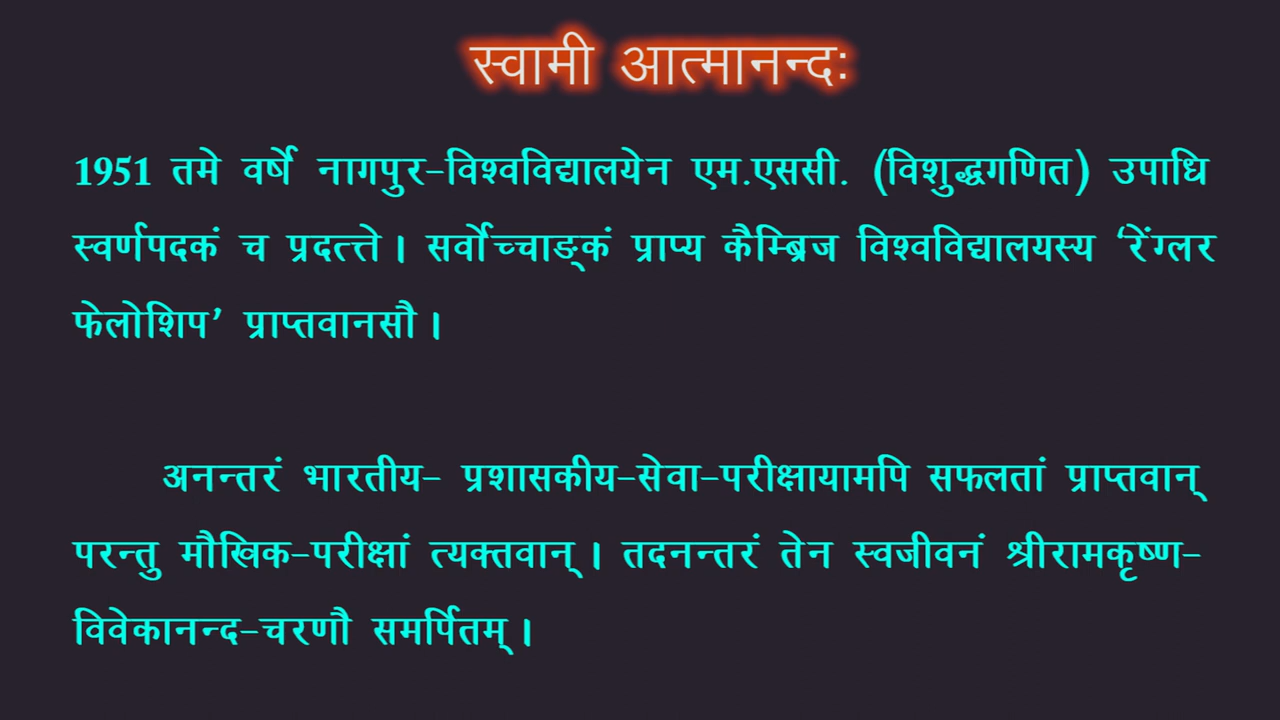 स्वामी आत्मानन्दः
1951 तमे वर्षे नागपुर-विश्वविद्यालयेन एम.एससी. (विशुद्धगणित) उपाधि
स्वर्णपदकं च प्रदत्त्ते । सर्वोच्चाङ्कं प्राप्य कैम्ब्रिज विश्वविद्यालयस्य ‘रेंग्लर
फेलोशिप’ प्राप्तवानसौ ।
अनन्तरं भारतीय- प्रशासकीय-सेवा-परीक्षायामपि सफलतां प्राप्तवान्
परन्तु मौखिक-परीक्षां त्यक्तवान् । तदनन्तरं तेन स्वजीवनं श्रीरामकृष्ण-
विवेकानन्द-चरणौ समर्पितम् ।